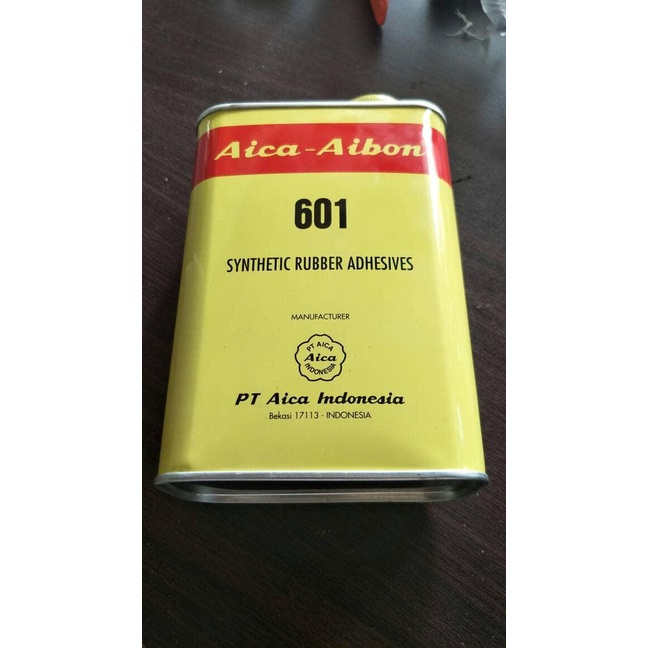 Aica-Aibon
601
SYNTHETIC RUBBER ADHESIVES
MANUFACTURER
PT AICA
Aica
INDONESIA
PT Aica Indonesia
Bekasi 17113 - INDONESIA